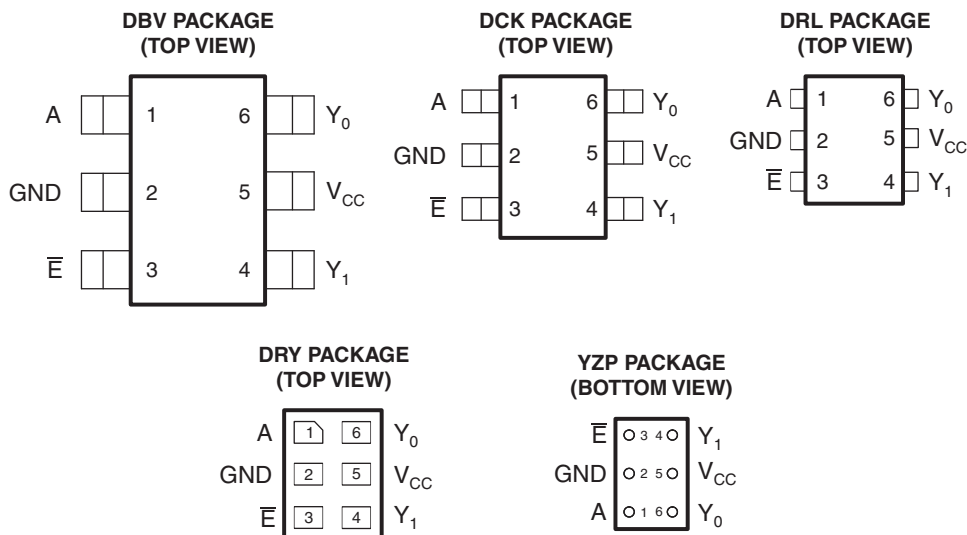 DBV PACKAGE
(TOP VIEW)
A 1 6 Y0
GND 2 5 VCC
E̅ 3 4 Y1
DCK PACKAGE
(TOP VIEW)
A 1 6 Y0
GND 2 5 VCC
E̅ 3 4 Y1
DRL PACKAGE
(TOP VIEW)
A 1 6 Y0
GND 2 5 VCC
E̅ 3 4 Y1
DRY PACKAGE
(TOP VIEW)
A 1 6 Y0
GND 2 5 VCC
E̅ 3 4 Y1
YZP PACKAGE
(BOTTOM VIEW)
E̅ 3 4 Y1
GND 2 5 VCC
A 1 6 Y0